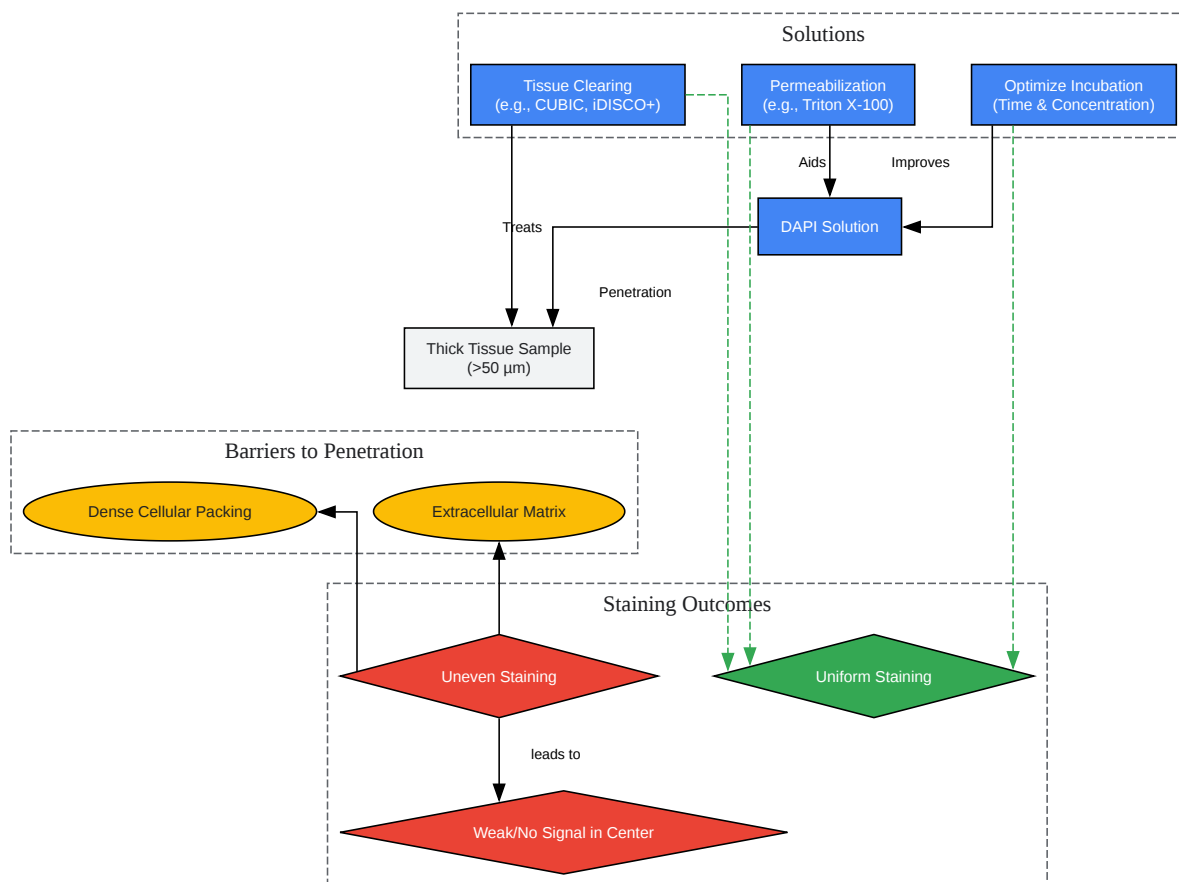 Solutions
Tissue Clearing
(e.g., CUBIC, iDISCO+)
Permeabilization
(e.g., Triton X-100)
Optimize Incubation
(Time & Concentration)
Aids
Improves
Treats
DAPI Solution
Penetration
Thick Tissue Sample
(>50 µm)
Barriers to Penetration
Dense Cellular Packing
Extracellular Matrix
Staining Outcomes
Uneven Staining
Uniform Staining
leads to
Weak/No Signal in Center